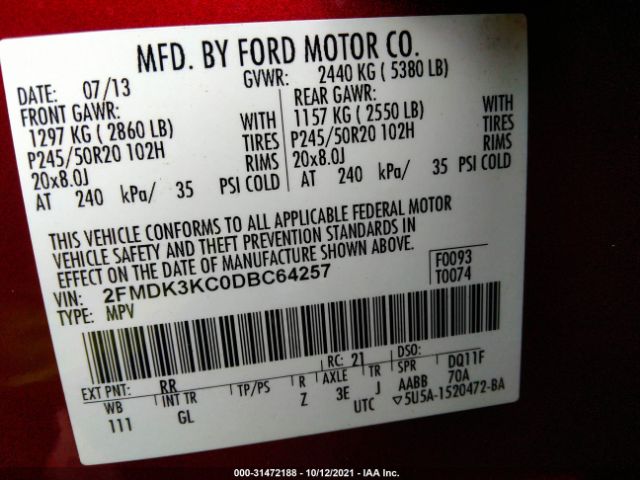 MFD. BY FORD MOTOR CO.
DATE: 07/13 GVWR: 2440 KG ( 5380 LB)
FRONT GAWR: REAR GAWR:
1297 KG ( 2860 LB) WITH 1157 KG ( 2550 LB) WITH
P245/50R20 102H TIRES P245/50R20 102H TIRES
20x8.0J RIMS 20x8.0J RIMS
AT 240 kPa/ 35 PSI COLD AT 240 kPa/ 35 PSI COLD
THIS VEHICLE CONFORMS TO ALL APPLICABLE FEDERAL MOTOR
VEHICLE SAFETY AND THEFT PREVENTION STANDARDS IN
EFFECT ON THE DATE OF MANUFACTURE SHOWN ABOVE.
VIN: 2FMDK3KC0DBC64257 F0093
TYPE: MPV T0074
EXT PNT: RR RC: 21 DSO:
WB INT TR TP/PS R AXLE TR SPR DQ11F
111 GL Z 3E J AABB 70A
UTC ▽5U5A-1520472-BA
000-31472188 - 10/12/2021 - IAA Inc.